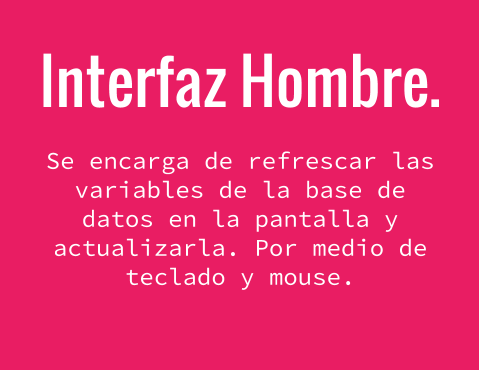 Interfaz Hombre.
Se encarga de refrescar las
variables de la base de
datos en la pantalla y
actualizarla. Por medio de
teclado y mouse.